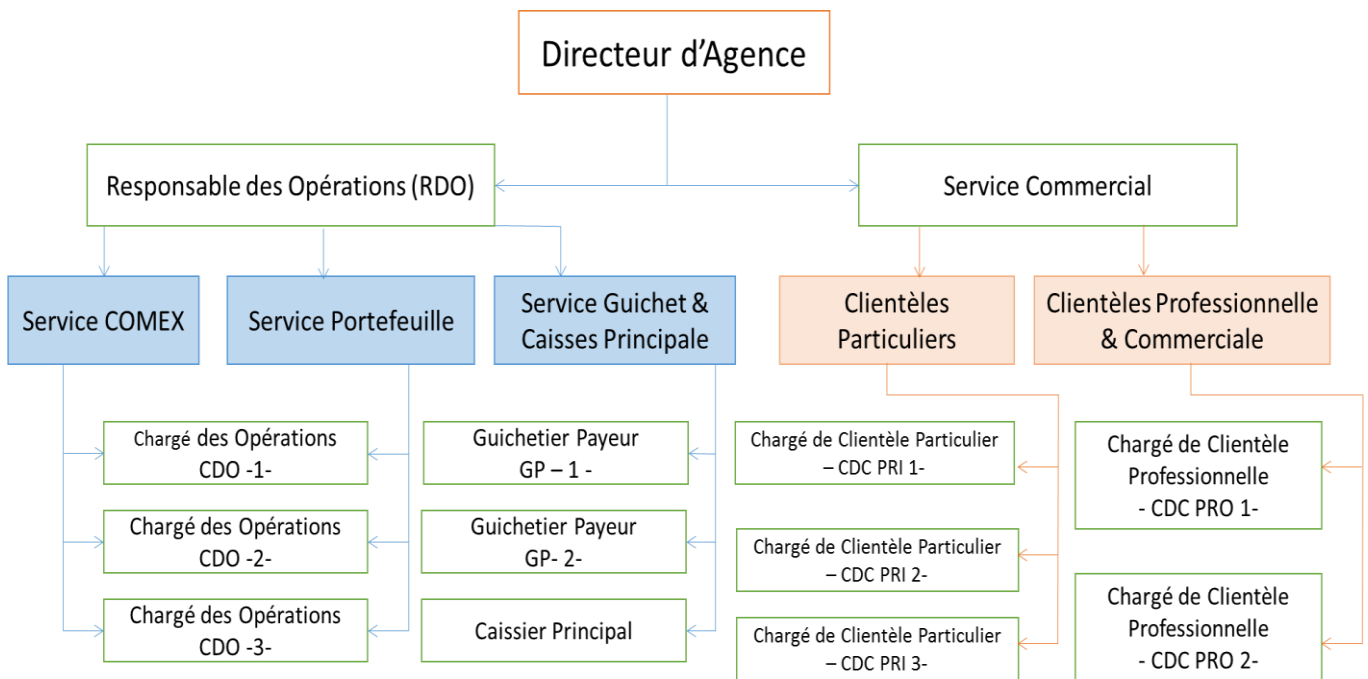 Directeur d'Agence
Responsable des Opérations (RDO)
Service Commercial
Service COMEX
Service Portefeuille
Service Guichet &
Caisses Principale
Clientèles
Particuliers
Clientèles Professionnelle
& Commerciale
Chargé des Opérations
CDO -1-
Guichetier Payeur
GP – 1 -
Chargé de Clientèle Particulier
– CDC PRI 1-
Chargé de Clientèle
Professionnelle
- CDC PRO 1-
Chargé des Opérations
CDO -2-
Guichetier Payeur
GP- 2-
Chargé de Clientèle Particulier
– CDC PRI 2-
Chargé des Opérations
CDO -3-
Caissier Principal
Chargé de Clientèle Particulier
– CDC PRI 3-
Chargé de Clientèle
Professionnelle
- CDC PRO 2-